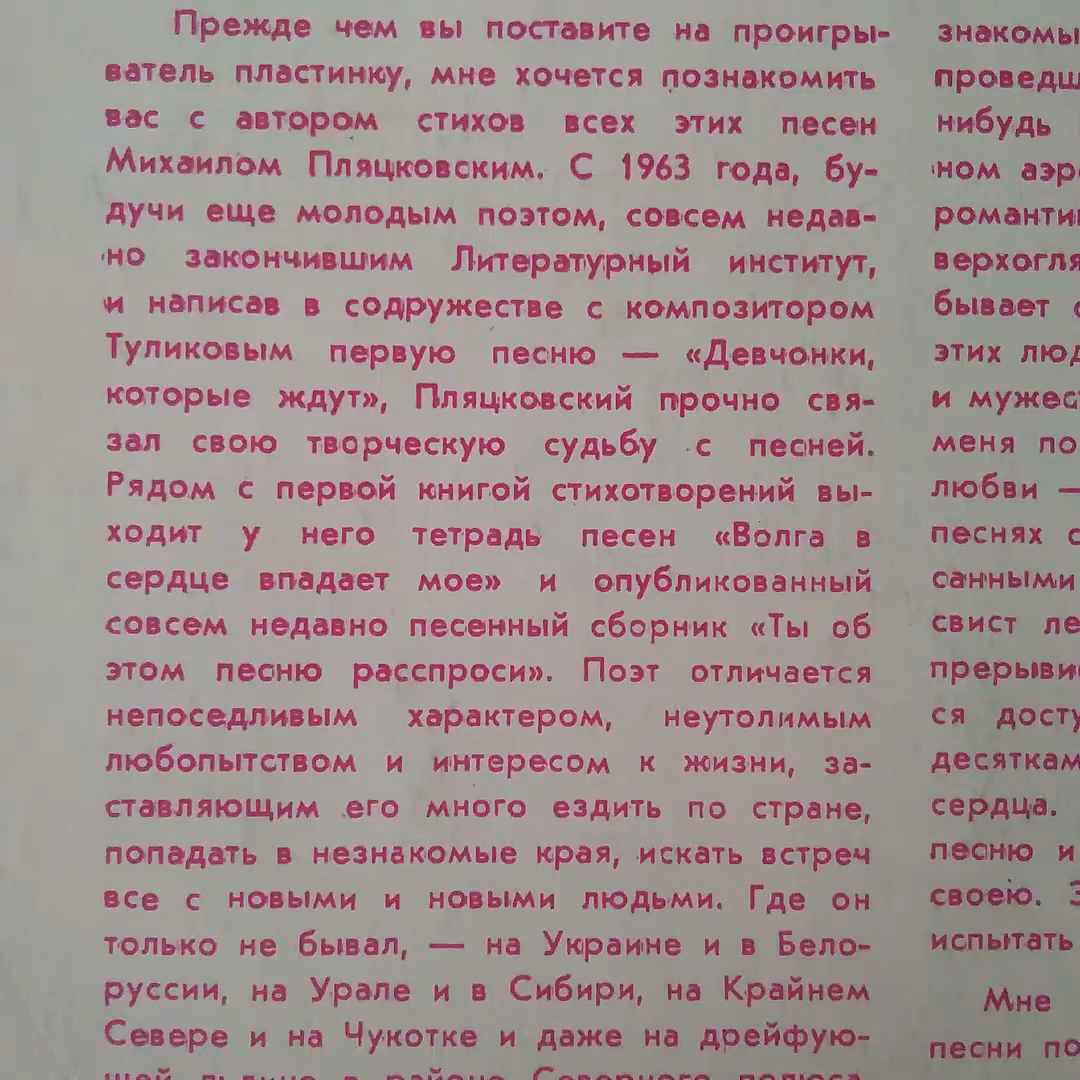 Прежде чем вы поставите на проигры-
ватель пластинку, мне хочется познакомить
вас с автором стихов всех этих песен
Михаилом Пляцковским. С 1963 года, бу-
дучи еще молодым поэтом, совсем недав-
но закончившим Литературный институт,
и написав в содружестве с композитором
Туликовым первую песню — «Девчонки,
которые ждут», Пляцковский прочно свя-
зал свою творческую судьбу с песней.
Рядом с первой книгой стихотворений вы-
ходит у него тетрадь песен «Волга в
сердце впадает мое» и опубликованный
совсем недавно песенный сборник «Ты об
этом песню расспроси». Поэт отличается
непоседливым характером, неутолимым
любопытством и интересом к жизни, за-
ставляющим его много ездить по стране,
попадать в незнакомые края, искать встреч
все с новыми и новыми людьми. Где он
только не бывал, — на Украине и в Бело-
руссии, на Урале и в Сибири, на Крайнем
Севере и на Чукотке и даже на дрейфую-
щей льдине в районе Северного полюса.
знакомы
проведш
нибудь
ном аэр
романти
верхогля
бывает
этих люд
и мужес
меня по
любви —
песнях с
санными
свист ле
прерыви
ся досту
десяткам
сердца.
песню и
своею.
испытать
Мне
песни по